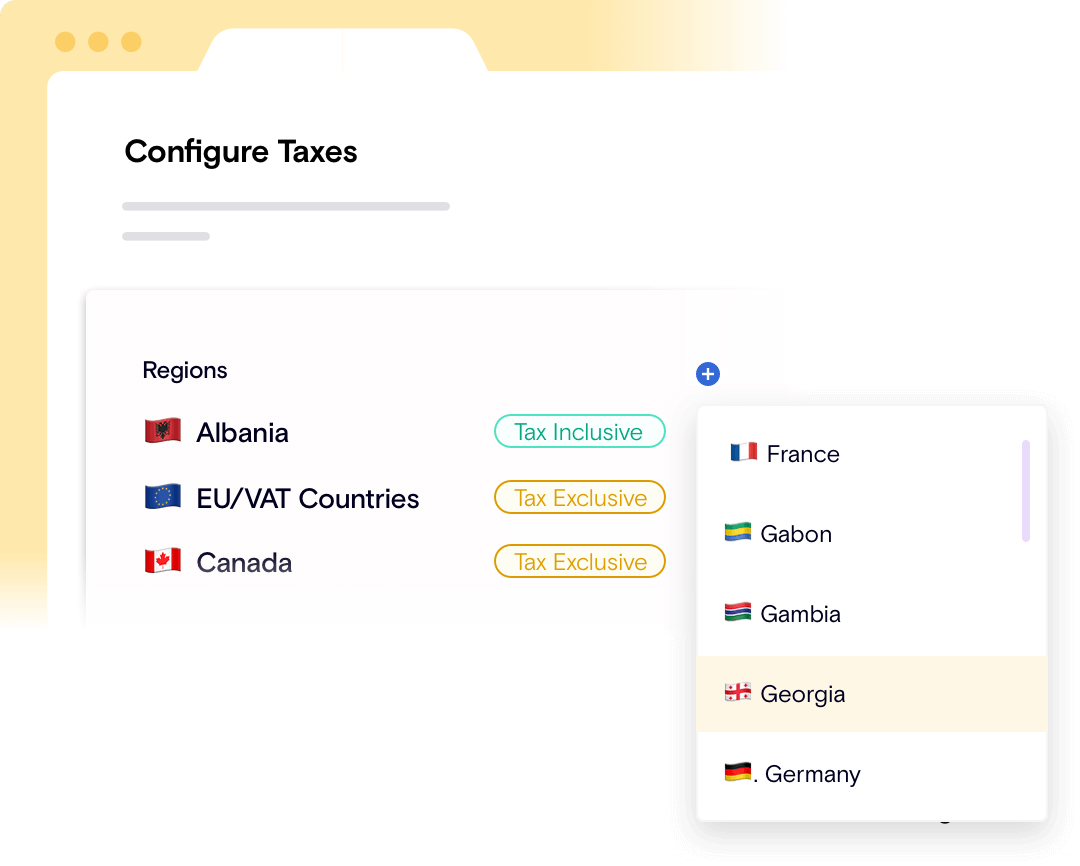 Configure Taxes
Regions
Albania
Tax Inclusive
EU/VAT Countries
Tax Exclusive
Canada
Tax Exclusive
France
Gabon
Gambia
Georgia
. Germany